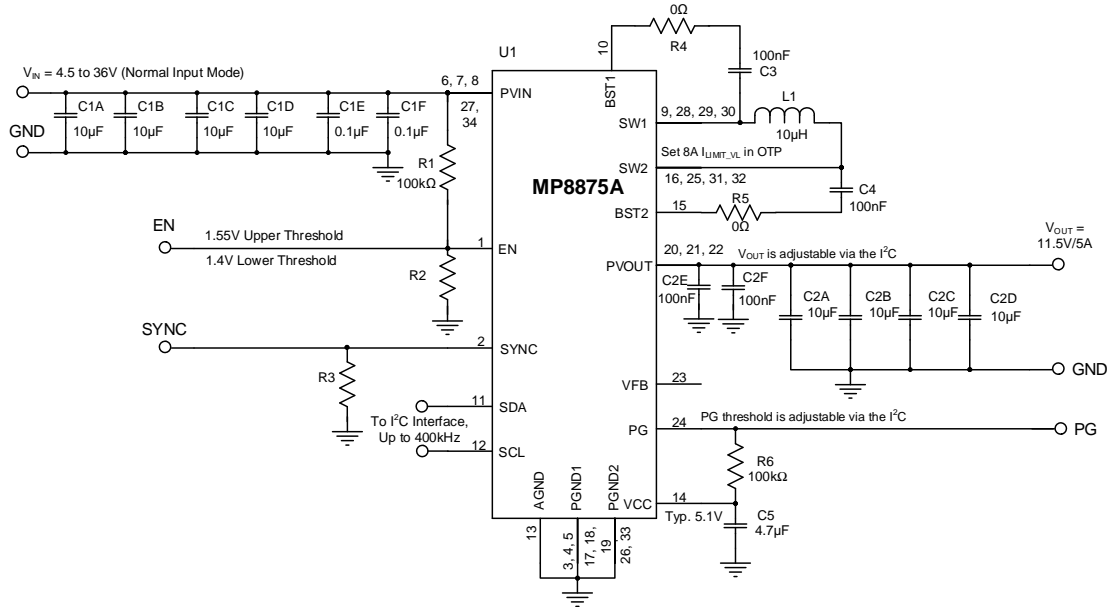 0Ω
R4
10
100nF
C3
U1
V_IN = 4.5 to 36V (Normal Input Mode)
6, 7, 8
27,
34
PVIN
BST1
C1A
10µF
C1B
10µF
C1C
10µF
C1D
10µF
C1E
0.1µF
C1F
0.1µF
GND
R1
100kΩ
SW1
9, 28, 29, 30
L1
10µH
Set 8A I_LIMIT_VL in OTP
SW2
16, 25, 31, 32
MP8875A
C4
100nF
BST2
15
R5
0Ω
EN
1.55V Upper Threshold
1.4V Lower Threshold
1
EN
R2
PVOUT
20, 21, 22
V_OUT is adjustable via the I²C
V_OUT =
11.5V/5A
C2E
100nF
C2F
100nF
C2A
10µF
C2B
10µF
C2C
10µF
C2D
10µF
GND
SYNC
2
SYNC
R3
VFB
23
11
SDA
To I²C Interface,
Up to 400kHz
12
SCL
PG
24
PG threshold is adjustable via the I²C
PG
R6
100kΩ
VCC
14
Typ. 5.1V
C5
4.7µF
AGND
PGND1
PGND2
13
3, 4, 5
17, 18,
19
26, 33